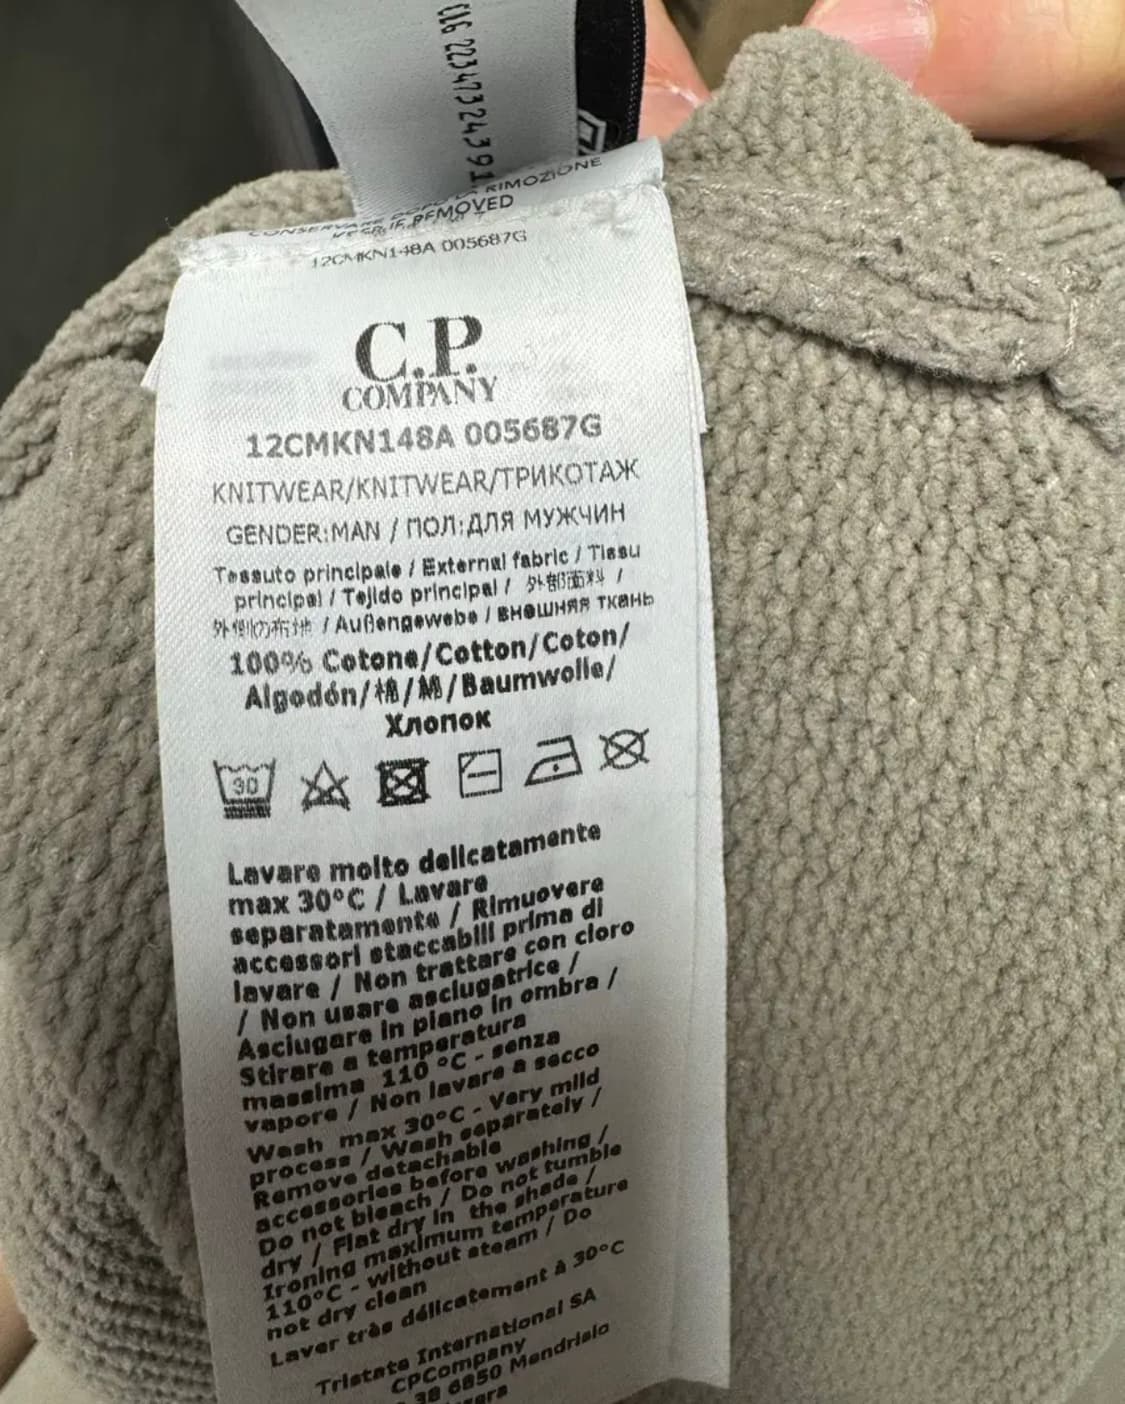 CONSERVARE DOPO LA RIMOZIONE
KEEP IF REMOVED
12CMKN148A 005687G
C.P.
COMPANY
12CMKN148A 005687G
KNITWEAR/KNITWEAR/ТРИКОТАЖ
GENDER:MAN / ПОЛ:ДЛЯ МУЖЧИН
Tessuto principale / External fabric / Tissu
principal / Tejido principal / 外部面料 /
/ Außengewebe / внешняя ткань
100% Cotone/Cotton/Coton/
Algodón/棉/綿/Baumwolle/
Хлопок
30
Lavare molto delicatamente
max 30°C / Lavare
separatamente / Rimuovere
accessori staccabili prima di
lavare / Non trattare con cloro
/ Non usare asciugatrice /
Asciugare in piano in ombra /
Stirare a temperatura
massima 110 °C - senza
vapore / Non lavare a secco
Wash max 30°C - Very mild
process / Wash separately /
Remove detachable
accessories before washing /
Do not bleach / Do not tumble
dry / Flat dry in the shade /
Ironing maximum temperature
110°C - without steam / Do
not dry clean
Laver très délicatement à 30°C
Tristate International SA
CPCompany
38 6850 Mendrisio